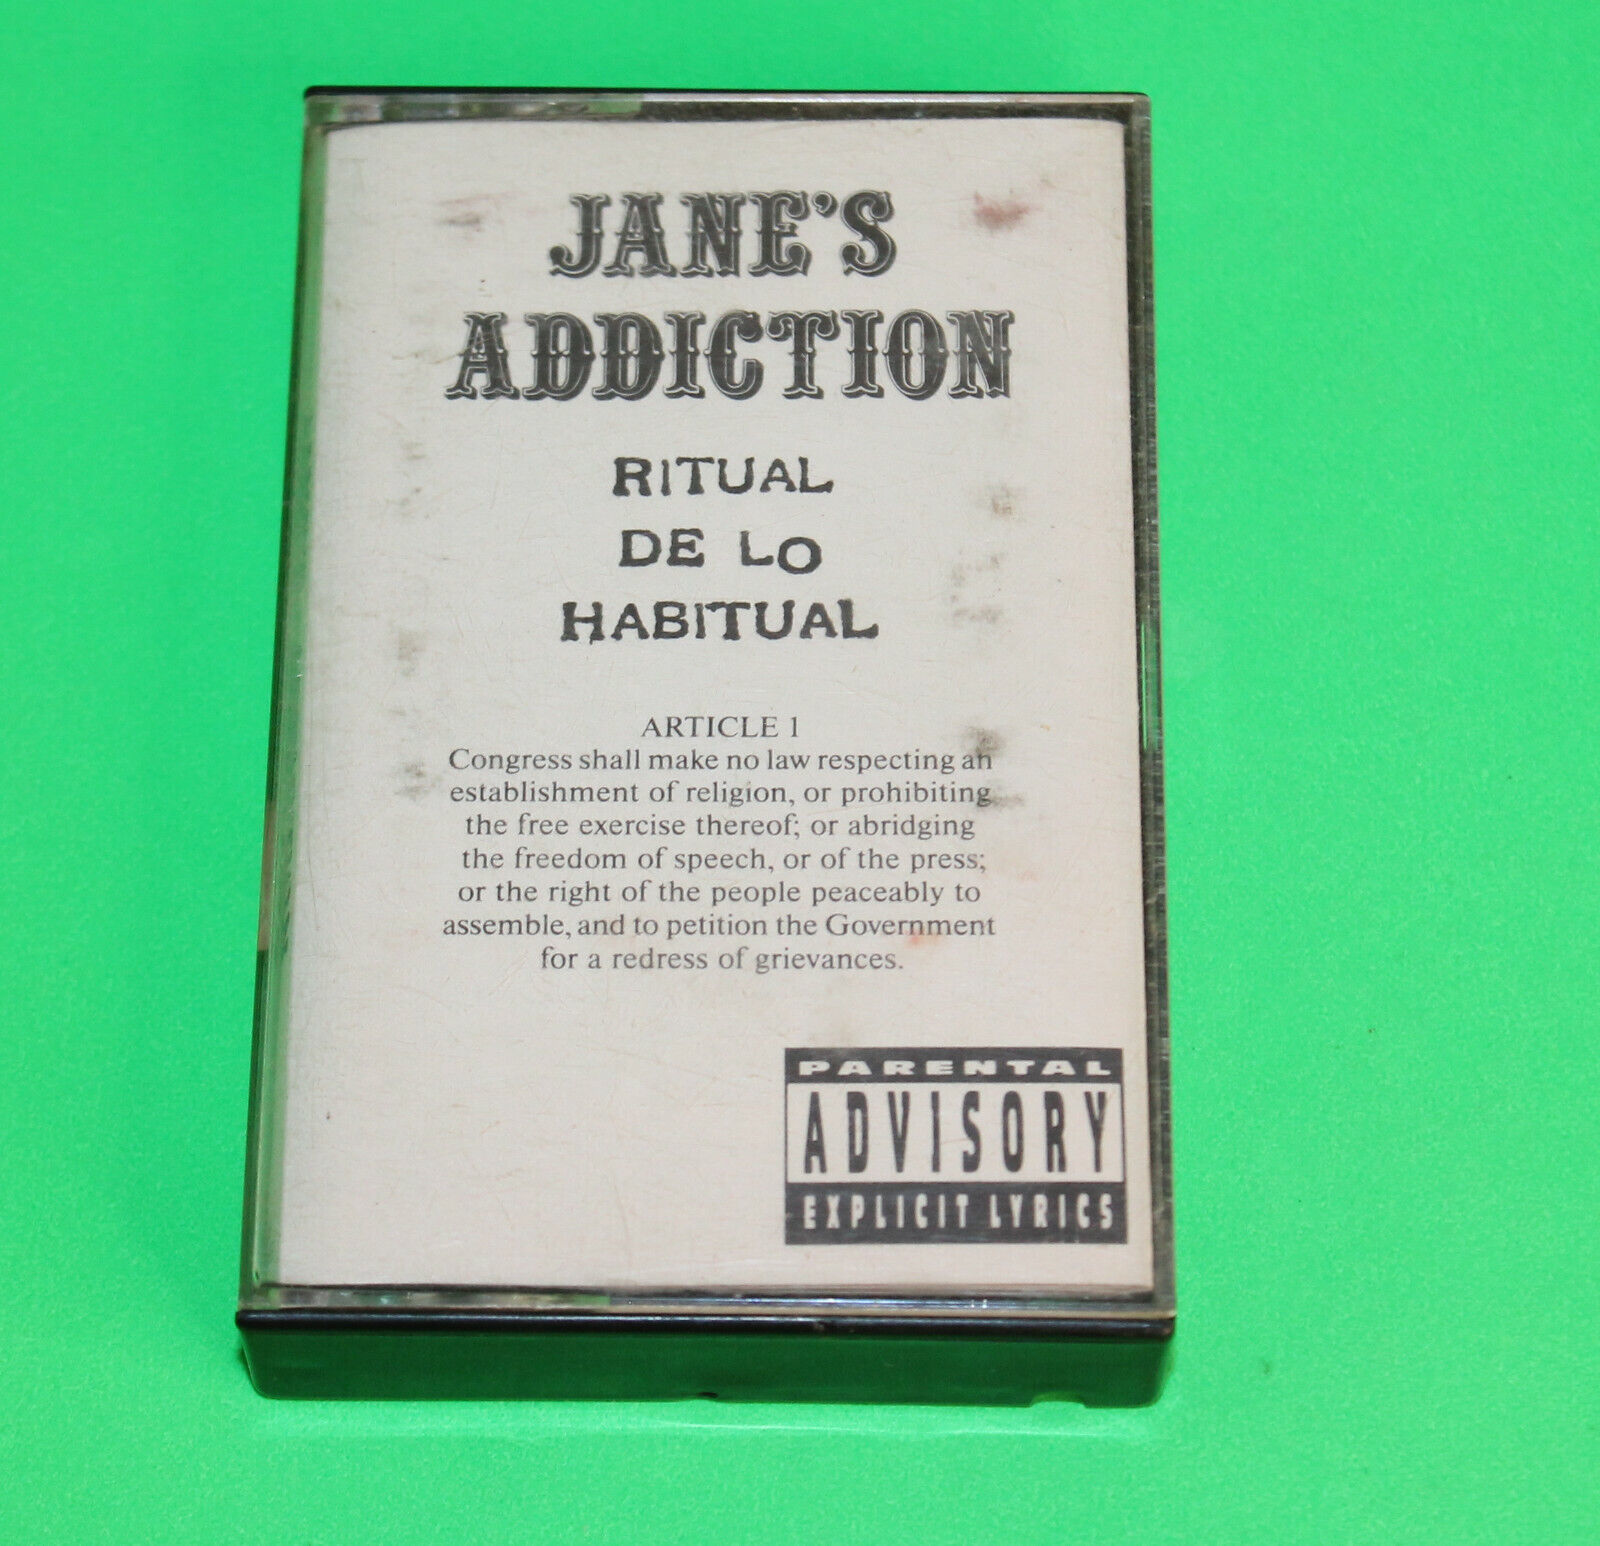 JANE'S
ADDICTION
RITUAL
DE LO
HABITUAL
ARTICLE 1
Congress shall make no law respecting an
establishment of religion, or prohibiting
the free exercise thereof; or abridging
the freedom of speech, or of the press;
or the right of the people peaceably to
assemble, and to petition the Government
for a redress of grievances.
PARENTAL
ADVISORY
EXPLICIT LYRICS